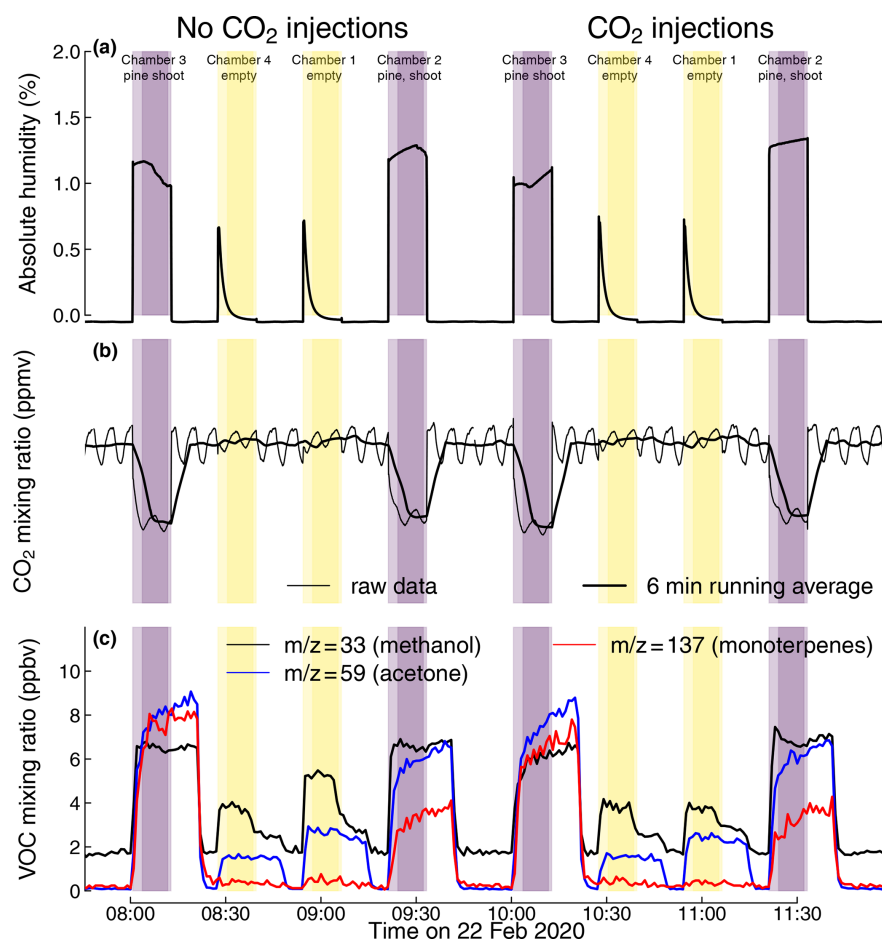 No CO₂ injections CO₂ injections
(a)
Chamber 3 Chamber 4 Chamber 1 Chamber 2 Chamber 3 Chamber 4 Chamber 1 Chamber 2
pine shoot empty empty pine, shoot pine shoot empty empty pine, shoot
Absolute humidity (%)
2.0
1.5
1.0
0.5
0.0
(b)
CO₂ mixing ratio (ppmv)
raw data 6 min running average
(c)
VOC mixing ratio (ppbv)
m/z=33 (methanol) m/z=137 (monoterpenes)
m/z=59 (acetone)
10
8
6
4
2
0
08:00 08:30 09:00 09:30 10:00 10:30 11:00 11:30
Time on 22 Feb 2020